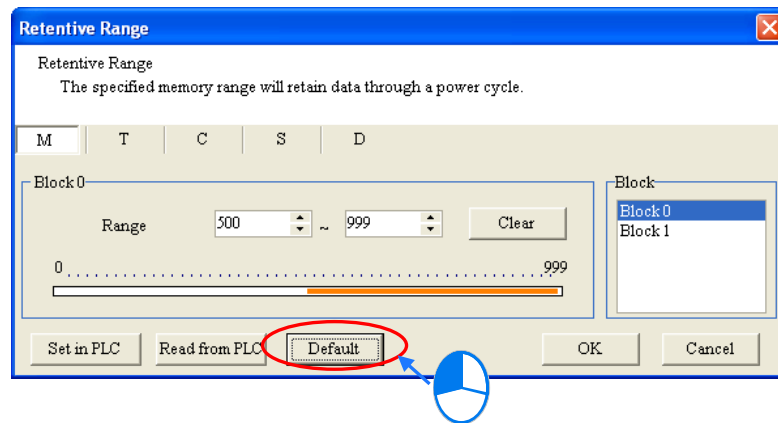 Retentive Range
Retentive Range
The specified memory range will retain data through a power cycle.
M T C S D
Block 0 Block
Range 500 ~ 999 Clear Block 0
Block 1
0 999
Set in PLC Read from PLC Default OK Cancel